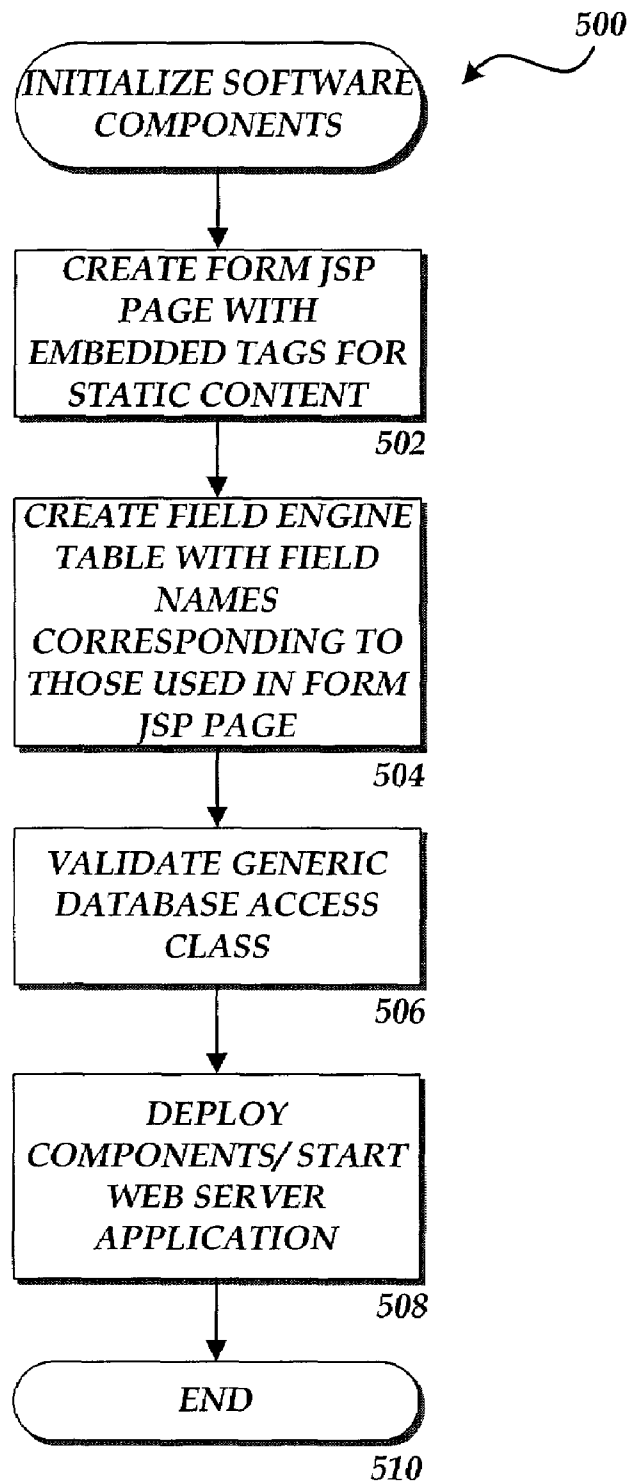 500
INITIALIZE SOFTWARE
COMPONENTS
CREATE FORM JSP
PAGE WITH
EMBEDDED TAGS FOR
STATIC CONTENT
502
CREATE FIELD ENGINE
TABLE WITH FIELD
NAMES
CORRESPONDING TO
THOSE USED IN FORM
JSP PAGE
504
VALIDATE GENERIC
DATABASE ACCESS
CLASS
506
DEPLOY
COMPONENTS/ START
WEB SERVER
APPLICATION
508
END
510